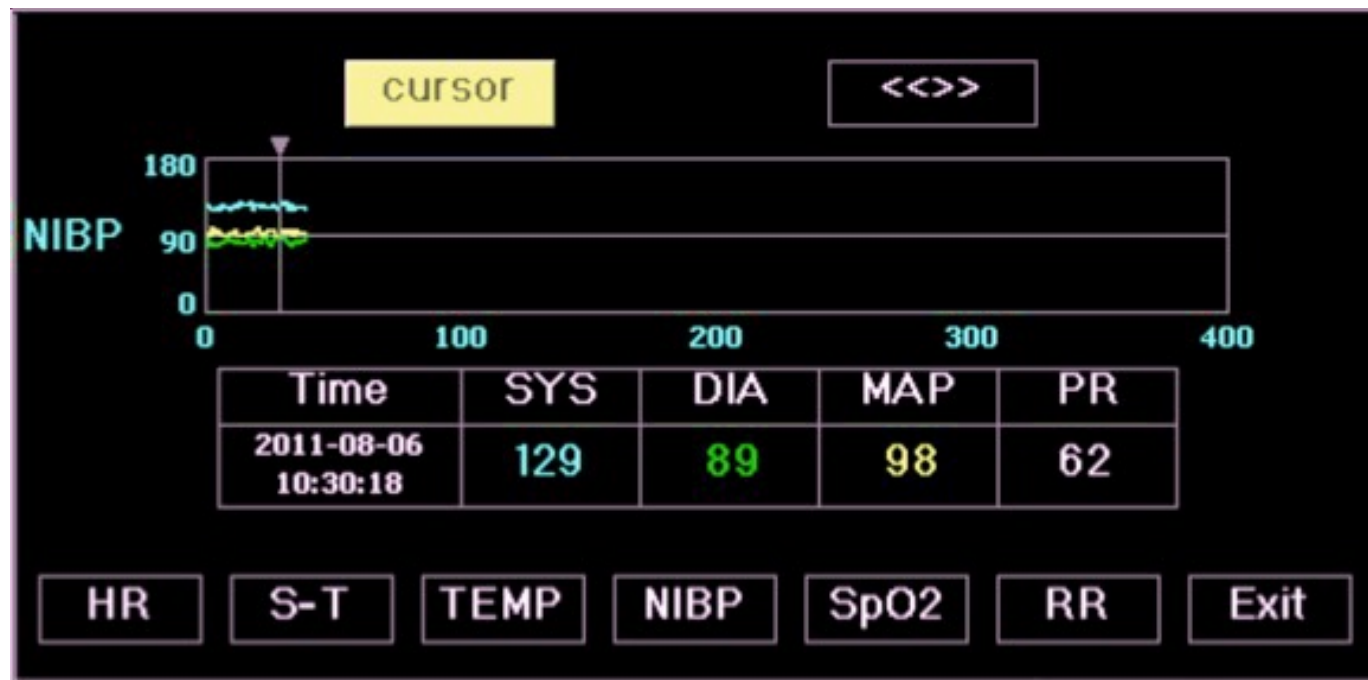 cursor <<>>
180
NIBP 90
0
0 100 200 300 400
Time SYS DIA MAP PR
2011-08-06
10:30:18 129 89 98 62
HR S-T TEMP NIBP SpO2 RR Exit